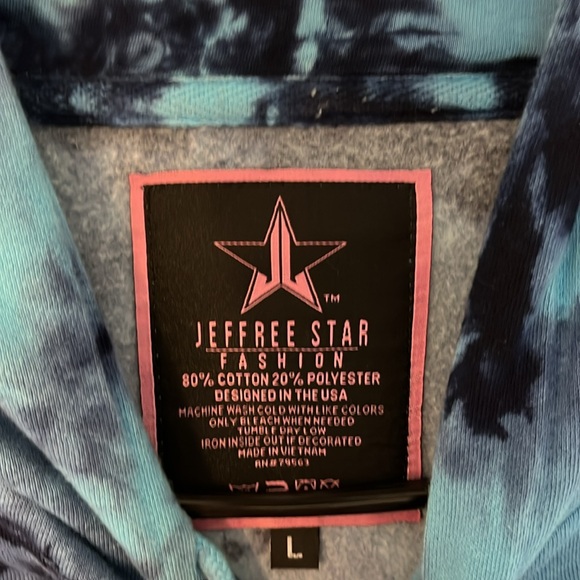 TM
JEFFREE STAR
FASHION
80% COTTON 20% POLYESTER
DESIGNED IN THE USA
MACHINE WASH COLD WITH LIKE COLORS
ONLY BLEACH WHEN NEEDED
TUMBLE DRY LOW
IRON INSIDE OUT IF DECORATED
MADE IN VIETNAM
RN#79563
L